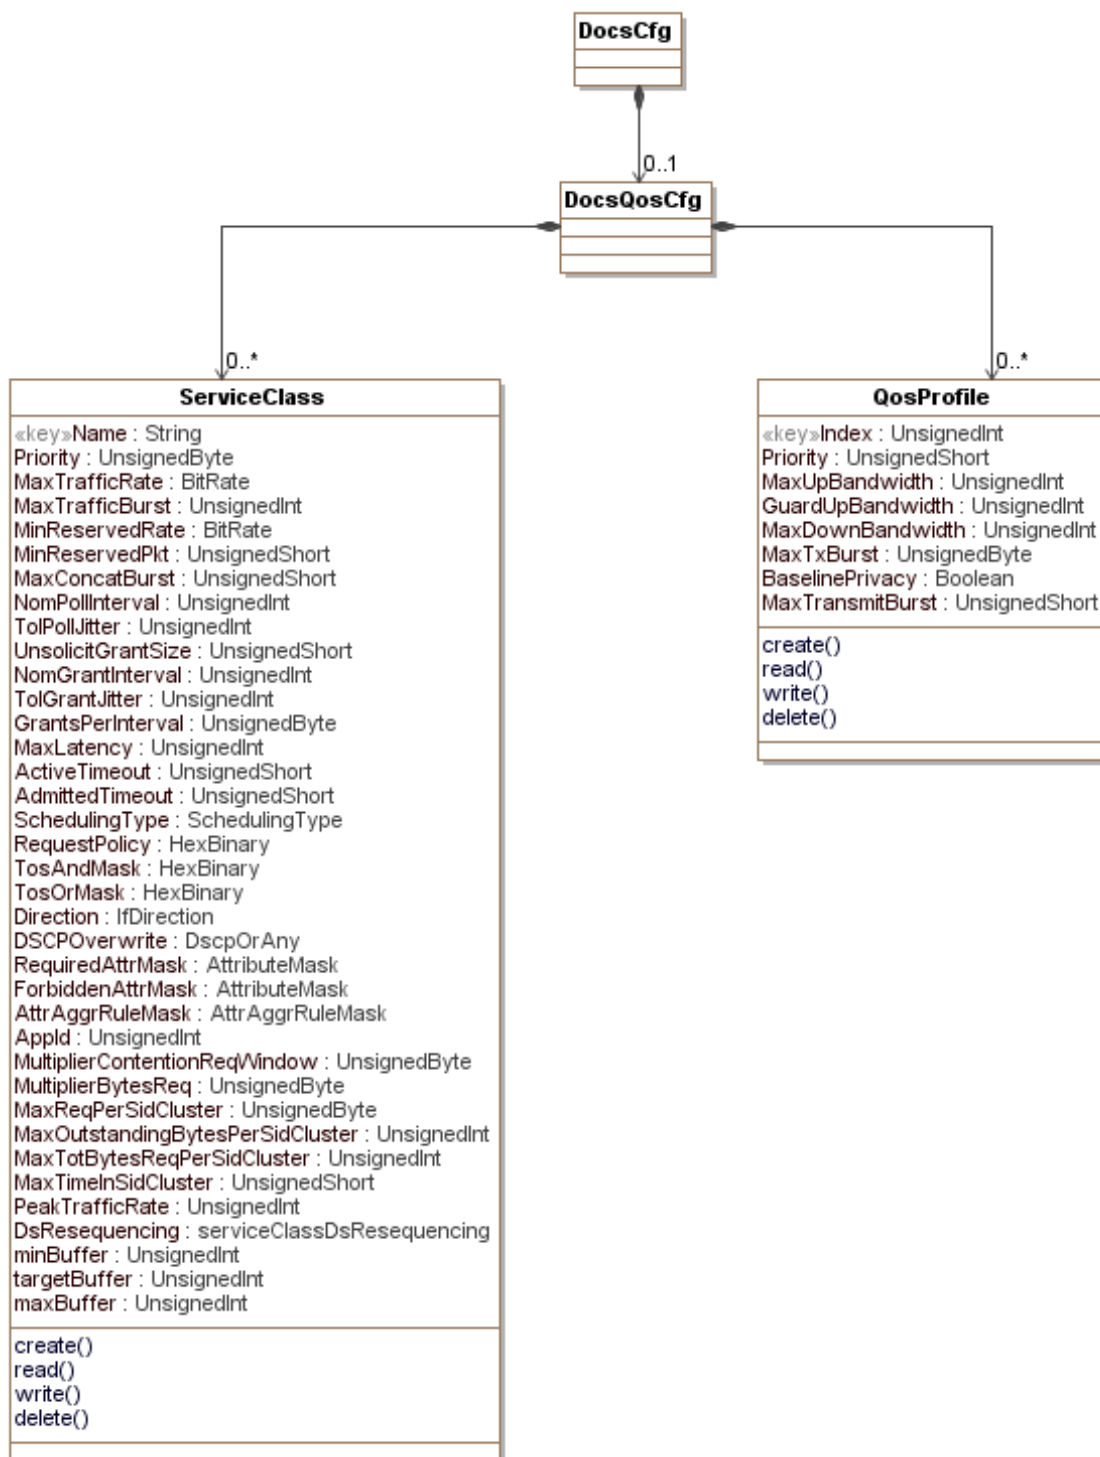 DocsCfg
0..1
DocsQosCfg
0..*
0..*
ServiceClass
«key»Name : String
Priority : UnsignedByte
MaxTrafficRate : BitRate
MaxTrafficBurst : UnsignedInt
MinReservedRate : BitRate
MinReservedPkt : UnsignedShort
MaxConcatBurst : UnsignedShort
NomPollInterval : UnsignedInt
TolPollJitter : UnsignedInt
UnsolicitGrantSize : UnsignedShort
NomGrantInterval : UnsignedInt
TolGrantJitter : UnsignedInt
GrantsPerInterval : UnsignedByte
MaxLatency : UnsignedInt
ActiveTimeout : UnsignedShort
AdmittedTimeout : UnsignedShort
SchedulingType : SchedulingType
RequestPolicy : HexBinary
TosAndMask : HexBinary
TosOrMask : HexBinary
Direction : IfDirection
DSCPOverwrite : DscpOrAny
RequiredAttrMask : AttributeMask
ForbiddenAttrMask : AttributeMask
AttrAggrRuleMask : AttrAggrRuleMask
AppId : UnsignedInt
MultiplierContentionReqWindow : UnsignedByte
MultiplierBytesReq : UnsignedByte
MaxReqPerSidCluster : UnsignedByte
MaxOutstandingBytesPerSidCluster : UnsignedInt
MaxTotBytesReqPerSidCluster : UnsignedInt
MaxTimeInSidCluster : UnsignedShort
PeakTrafficRate : UnsignedInt
DsResequencing : serviceClassDsResequencing
minBuffer : UnsignedInt
targetBuffer : UnsignedInt
maxBuffer : UnsignedInt
create()
read()
write()
delete()
QosProfile
«key»Index : UnsignedInt
Priority : UnsignedShort
MaxUpBandwidth : UnsignedInt
GuardUpBandwidth : UnsignedInt
MaxDownBandwidth : UnsignedInt
MaxTxBurst : UnsignedByte
BaselinePrivacy : Boolean
MaxTransmitBurst : UnsignedShort
create()
read()
write()
delete()